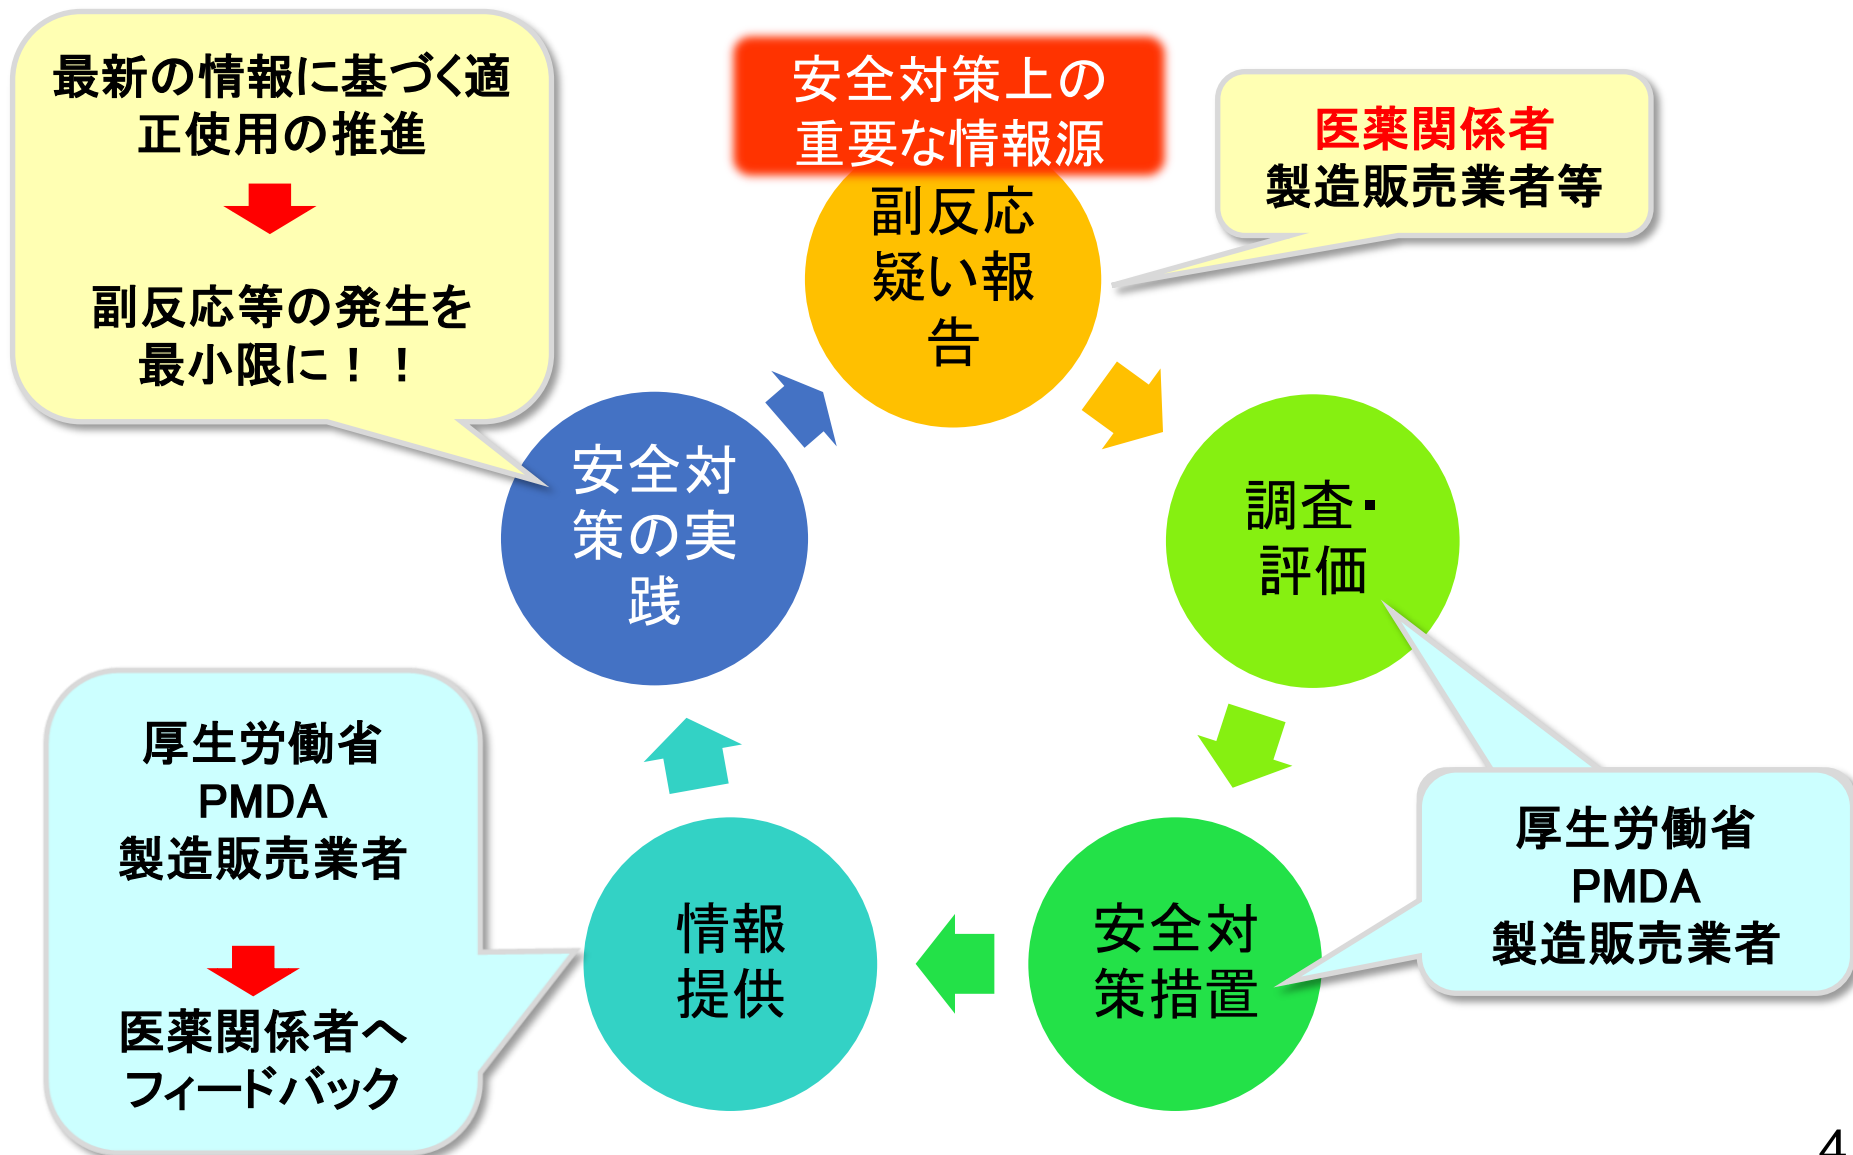 最新の情報に基づく適
正使用の推進
副反応等の発生を
最小限に！！
安全対策上の
重要な情報源
副反応
疑い報
告
医薬関係者
製造販売業者等
調査・
評価
厚生労働省
PMDA
製造販売業者
安全対
策措置
情報
提供
厚生労働省
PMDA
製造販売業者
医薬関係者へ
フィードバック
安全対
策の実
践
4